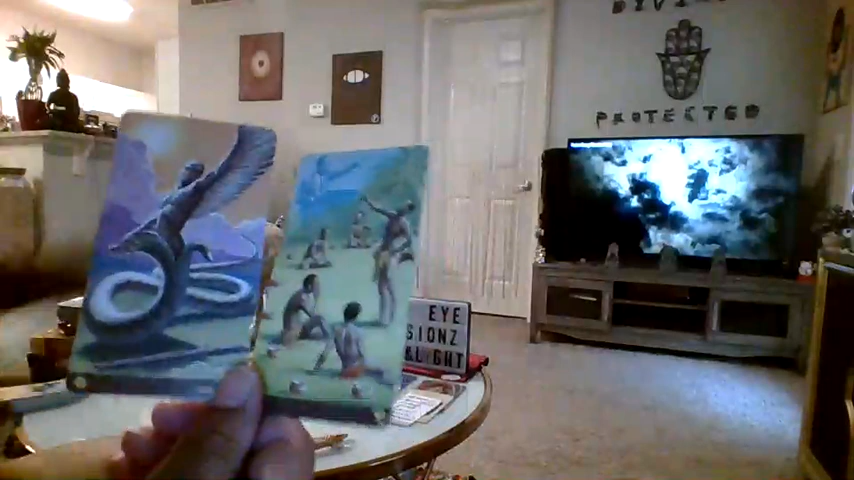 DIVINE
PROTECTED
EYE
SIONZ
&LIGHT